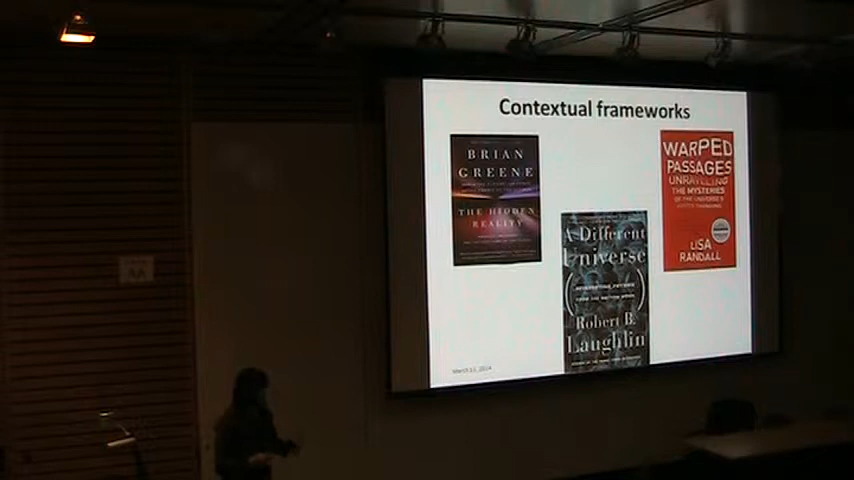 Contextual frameworks
BRIAN
GREENE
THE HIDDEN
REALITY
WARPED
PASSAGES
UNRAVELING
THE MYSTERIES
OF THE UNIVERSE'S
LISA
RANDALL
A Different
Universe
Robert B.
Laughlin